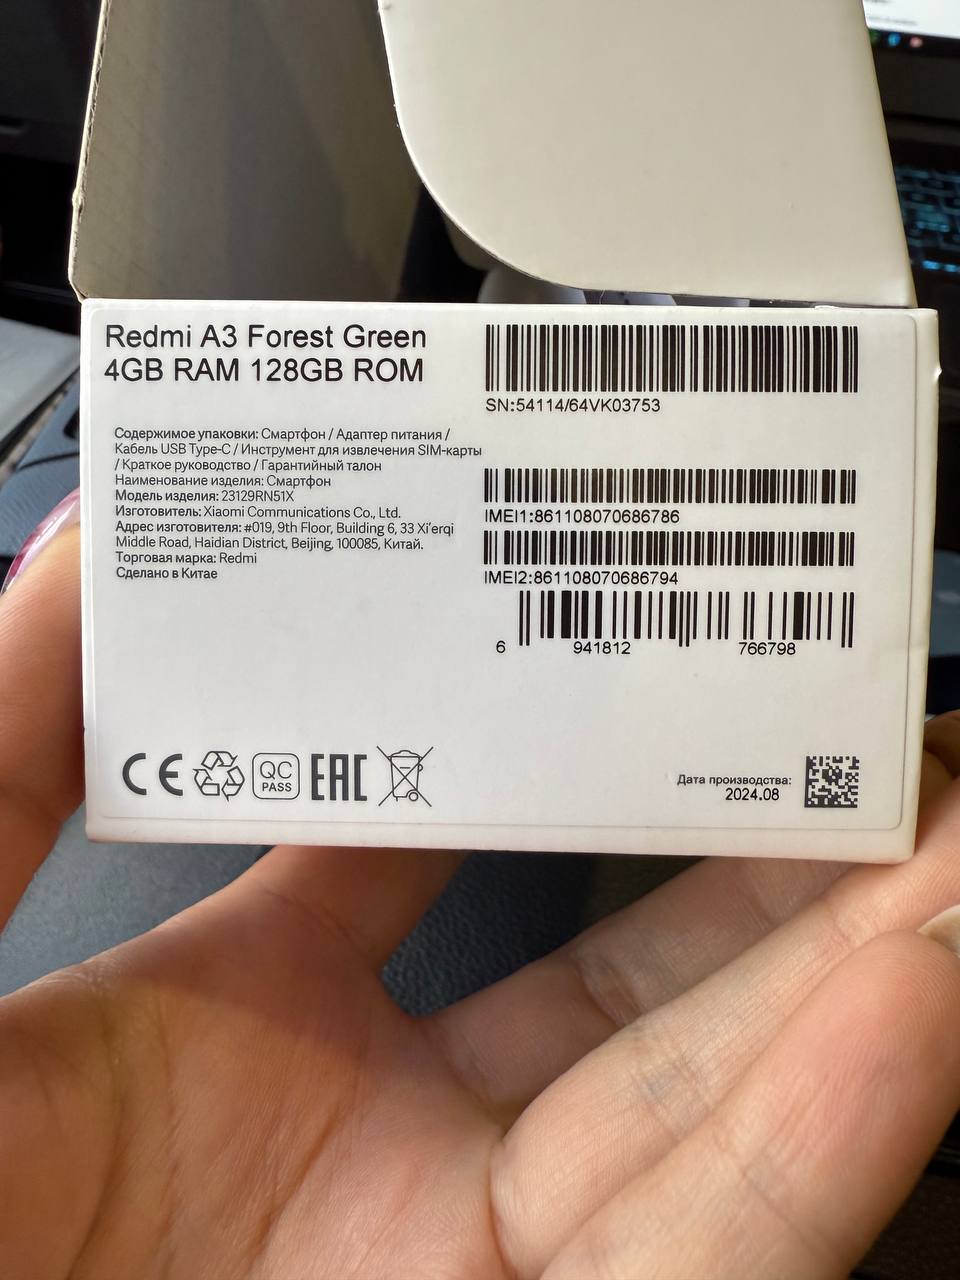 Redmi A3 Forest Green
4GB RAM 128GB ROM
SN:54114/64VK03753
Содержимое упаковки: Смартфон / Адаптер питания /
Кабель USB Type-C / Инструмент для извлечения SIM-карты
/ Краткое руководство / Гарантийный талон
Наименование изделия: Смартфон
Модель изделия: 23129RN51X
Изготовитель: Xiaomi Communications Co., Ltd.
Адрес изготовителя: #019, 9th Floor, Building 6, 33 Xi'erqi
Middle Road, Haidian District, Beijing, 100085, Китай.
Торговая марка: Redmi
Сделано в Китае
IMEI1:861108070686786
IMEI2:861108070686794
6 941812 766798
CE
QC
PASS
EAC
Дата производства:
2024.08